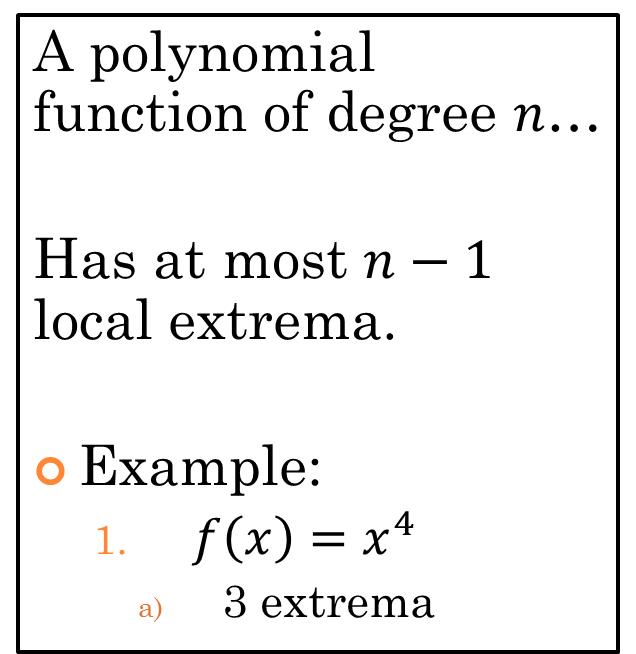 A polynomial
function of degree n…
Has at most n − 1
local extrema.
Example:
1. f(x) = x⁴
a) 3 extrema